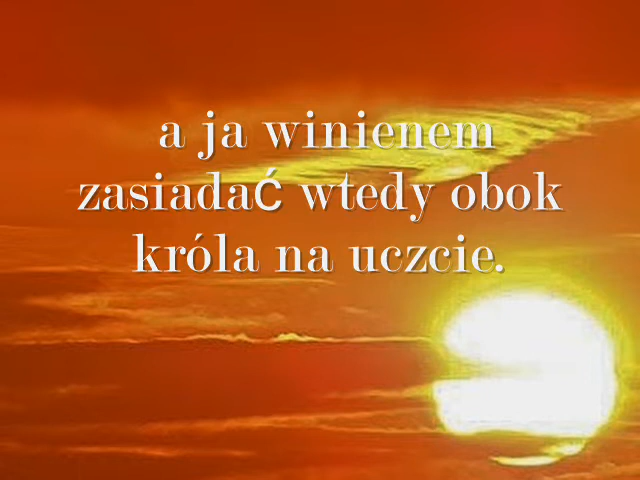 a ja winienem
zasiadać wtedy obok
króla na uczcie.